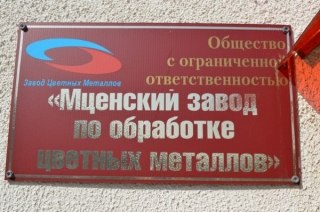 Общество
с ограниченной
ответственностью
Завод Цветных Металлов
«Мценский завод
по обработке
цветных металлов»